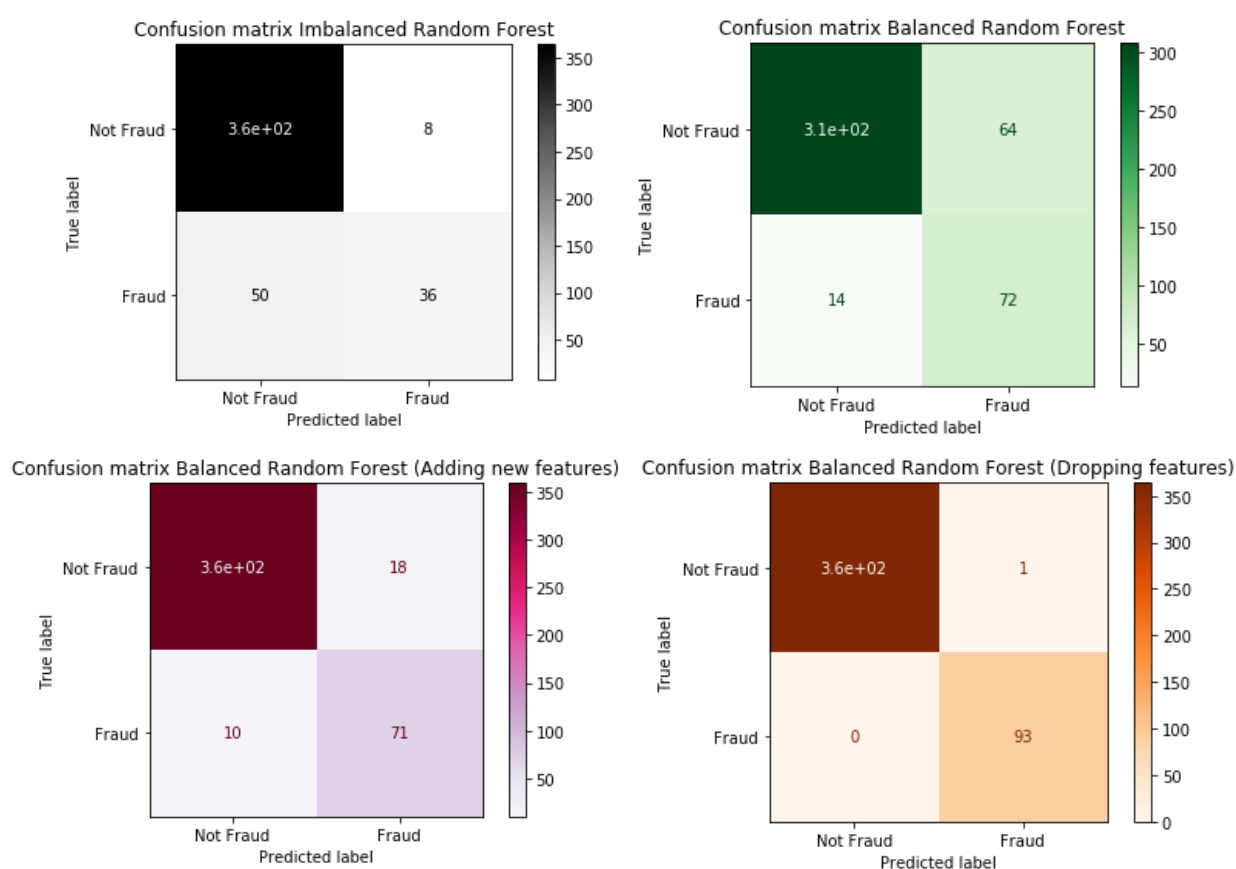 Confusion matrix Imbalanced Random Forest
Not Fraud
Fraud
True label
3.6e+02
8
50
36
Not Fraud
Fraud
Predicted label
350
300
250
200
150
100
50
Confusion matrix Balanced Random Forest
Not Fraud
Fraud
True label
3.1e+02
64
14
72
Not Fraud
Fraud
Predicted label
300
250
200
150
100
50
Confusion matrix Balanced Random Forest (Adding new features)
Not Fraud
Fraud
True label
3.6e+02
18
10
71
Not Fraud
Fraud
Predicted label
350
300
250
200
150
100
50
Confusion matrix Balanced Random Forest (Dropping features)
Not Fraud
Fraud
True label
3.6e+02
1
0
93
Not Fraud
Fraud
Predicted label
350
300
250
200
150
100
50
0